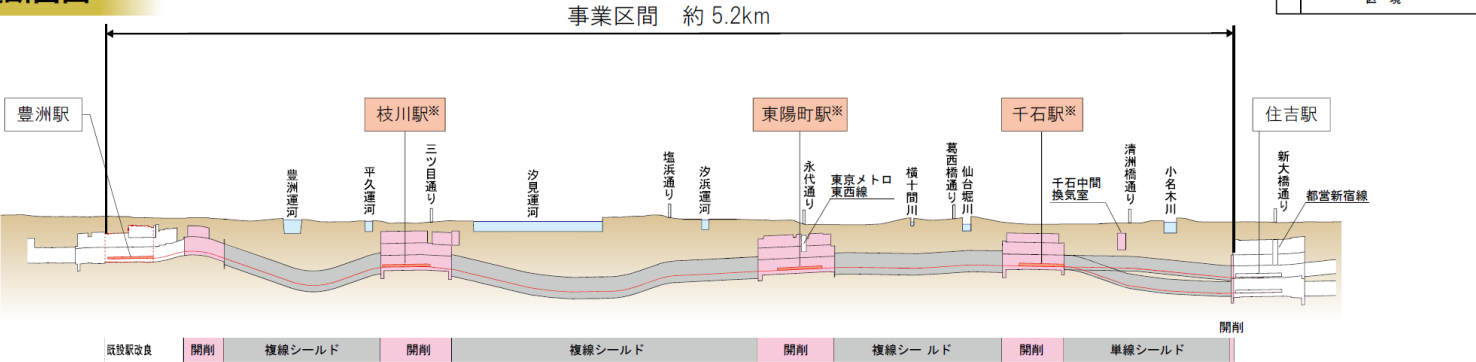 事業区間 約 5.2km
区 境
豊洲駅
枝川駅※
東陽町駅※
千石駅※
住吉駅
豊洲運河
平久運河
三ツ目通り
汐見運河
塩浜通り
汐浜運河
永代通り
東京メトロ
東西線
横十間川
葛西橋通り
仙台堀川
千石中間
換気室
清洲橋通り
小名木川
新大橋通り
都営新宿線
開削
既設駅改良
開削
複線シールド
開削
複線シールド
開削
複線シールド
開削
単線シールド